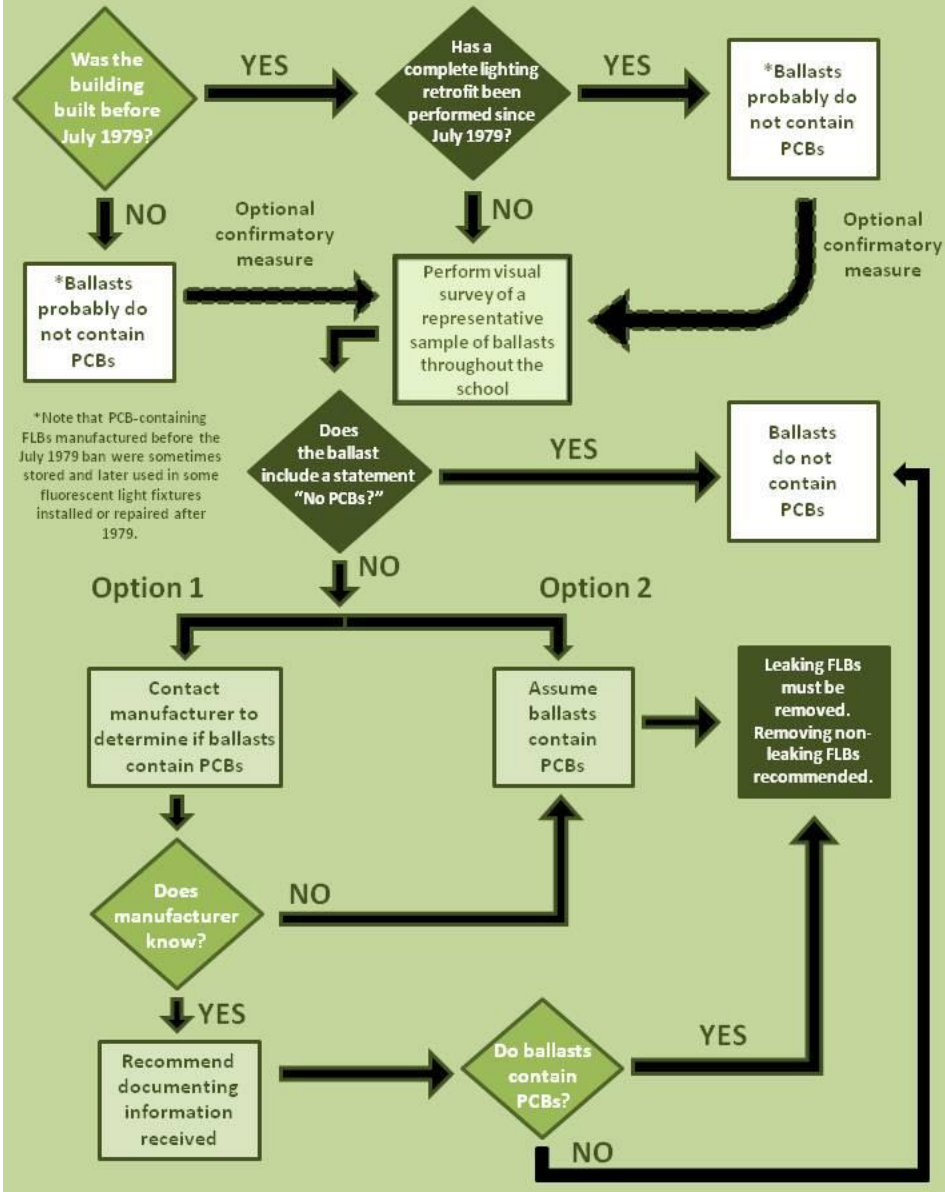 Was the
building
built before
July 1979?
YES
Has a
complete lighting
retrofit been
performed since
July 1979?
YES
*Ballasts
probably do
not contain
PCBs
NO
Optional
confirmatory
measure
NO
Optional
confirmatory
measure
*Ballasts
probably do
not contain
PCBs
Perform visual
survey of a
representative
sample of ballasts
throughout the
school
*Note that PCB-containing
FLBs manufactured before the
July 1979 ban were sometimes
stored and later used in some
fluorescent light fixtures
installed or repaired after
1979.
Does
the ballast
include a statement
“No PCBs?”
YES
Ballasts
do not
contain
PCBs
NO
Option 1
Option 2
Contact
manufacturer to
determine if ballasts
contain PCBs
Assume
ballasts
contain
PCBs
Leaking FLBs
must be
removed.
Removing non-
leaking FLBs
recommended.
Does
manufacturer
know?
NO
YES
Recommend
documenting
information
received
Do ballasts
contain
PCBs?
YES
NO